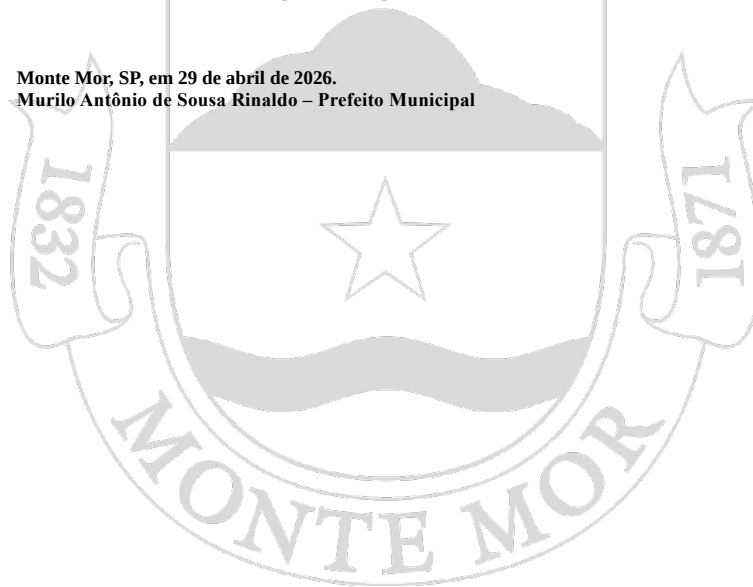 Monte Mor, SP, em 29 de abril de 2026.
Murilo Antônio de Sousa Rinaldo – Prefeito Municipal
1832
1871
MONTE MOR